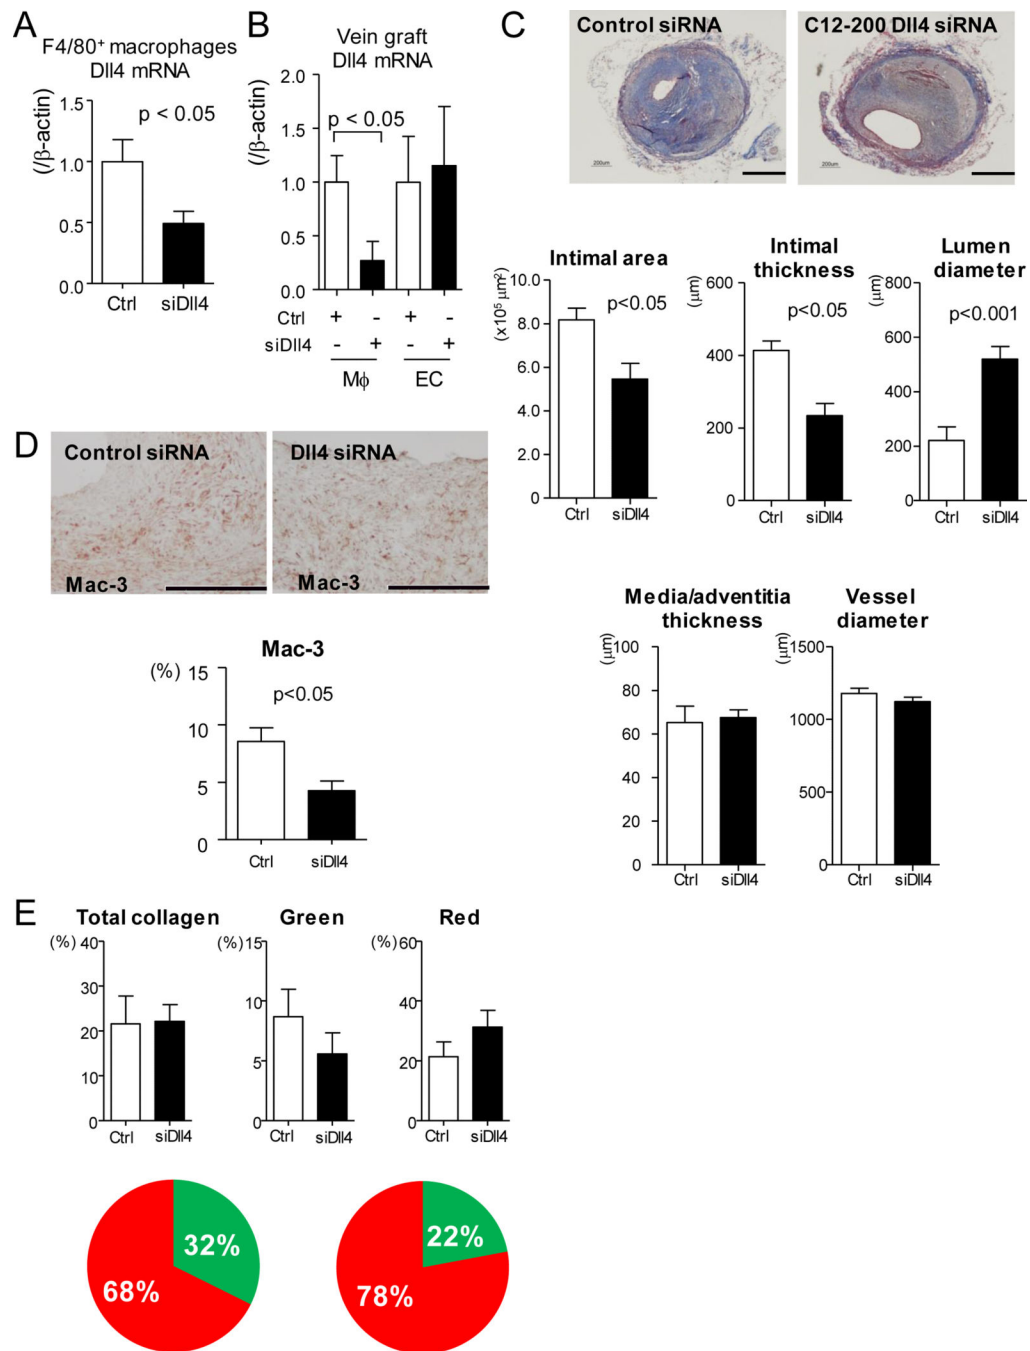 A
F4/80+ macrophages
Dll4 mRNA
(/β-actin)
1.5
1.0
0.5
0.0
p < 0.05
Ctrl
siDll4
B
Vein graft
Dll4 mRNA
(/β-actin)
2.0
1.5
1.0
0.5
0.0
p < 0.05
Ctrl + - + -
siDll4 - + - +
Mϕ
EC
C
Control siRNA
200um
C12-200 Dll4 siRNA
200um
Intimal area
(x10⁵ μm²)
8.0
8.0
6.0
4.0
2.0
0
p<0.05
Ctrl
siDll4
Intimal
thickness
(μm)
600
400
200
0
p<0.05
Ctrl
siDll4
Lumen
diameter
(μm)
800
600
400
200
0
p<0.001
Ctrl
siDll4
Media/adventitia
thickness
(μm)
100
80
60
40
20
0
Ctrl
siDll4
Vessel
diameter
(μm)
1500
1000
500
0
Ctrl
siDll4
D
Control siRNA
Mac-3
Dll4 siRNA
Mac-3
Mac-3
(%)
15
10
5
0
p<0.05
Ctrl
siDll4
E
Total collagen
(%)
40
30
20
10
0
Ctrl
siDll4
Green
(%)
15
10
5
0
Ctrl
siDll4
Red
(%)
60
40
20
0
Ctrl
siDll4
32%
68%
22%
78%